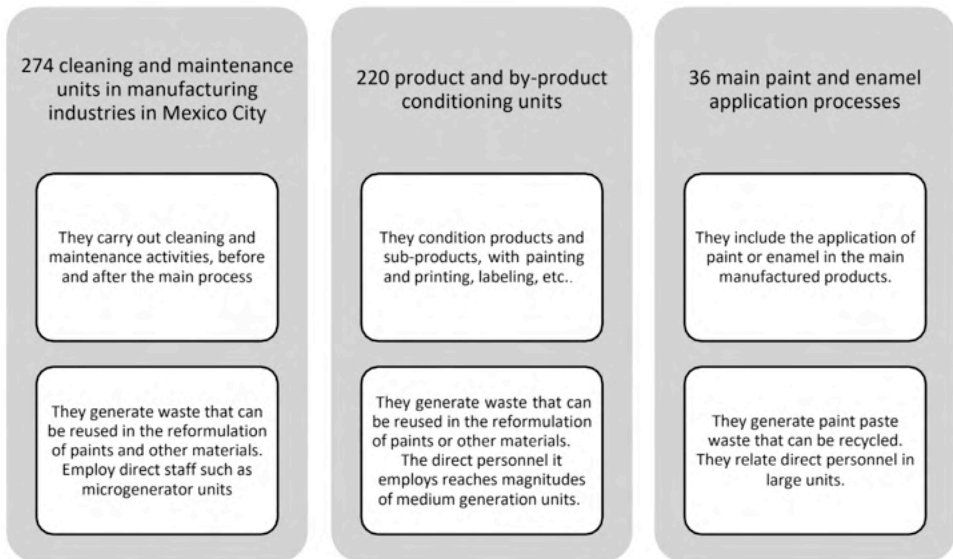 274 cleaning and maintenance
units in manufacturing
industries in Mexico City
They carry out cleaning and
maintenance activities, before
and after the main process
They generate waste that can
be reused in the reformulation
of paints and other materials.
Employ direct staff such as
microgenerator units
220 product and by-product
conditioning units
They condition products and
sub-products, with painting
and printing, labeling, etc..
They generate waste that can
be reused in the reformulation
of paints or other materials.
The direct personnel it
employs reaches magnitudes
of medium generation units.
36 main paint and enamel
application processes
They include the application of
paint or enamel in the main
manufactured products.
They generate paint paste
waste that can be recycled.
They relate direct personnel in
large units.